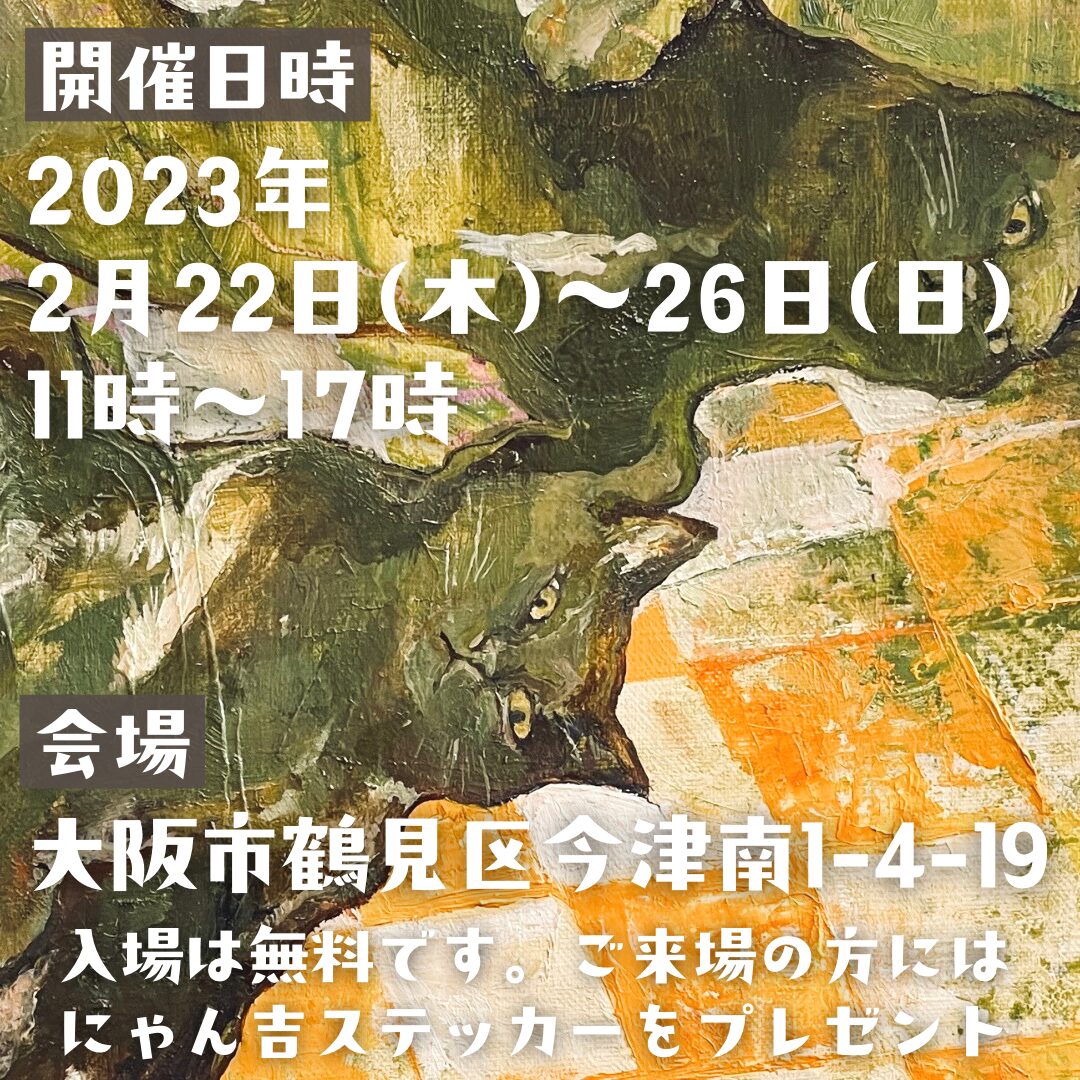 開催日時
2023年
2月22日(木)～26日(日)
11時～17時
会場
大阪市鶴見区今津南1-4-19
入場は無料です。ご来場の方には
にゃん吉ステッカーをプレゼント